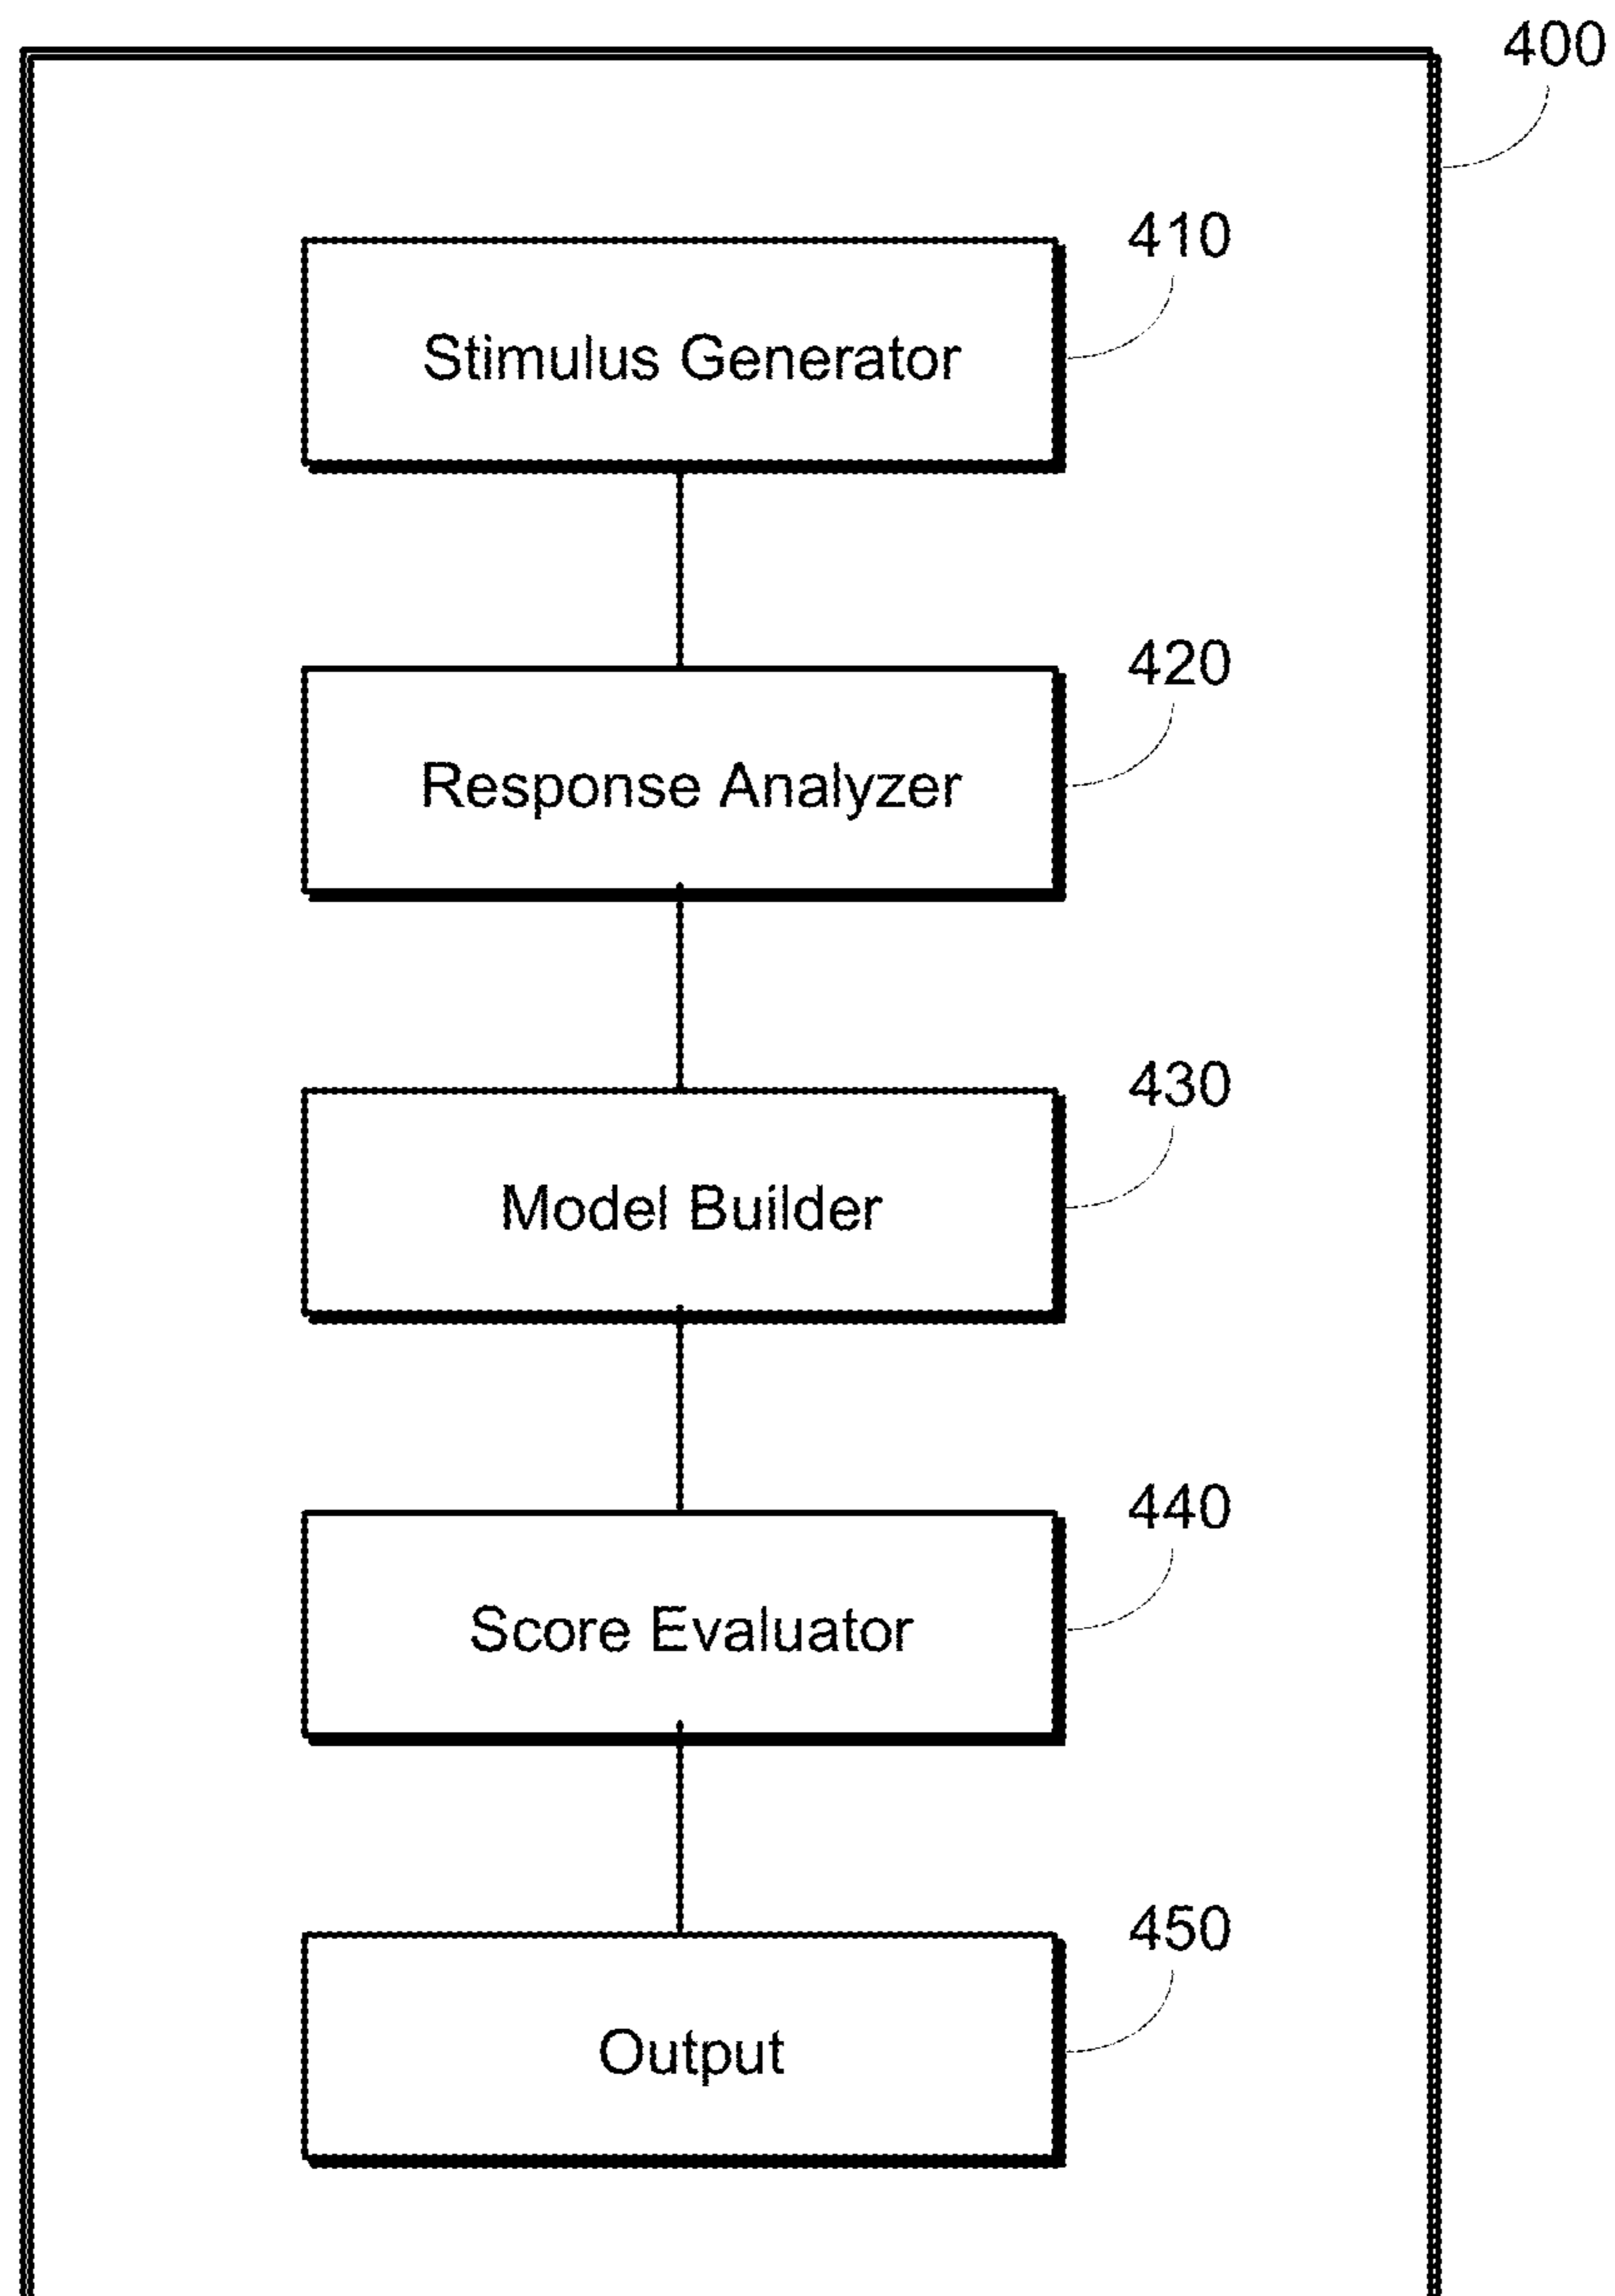 400
410
Stimulus Generator
420
Response Analyzer
430
Model Builder
440
Score Evaluator
450
Output